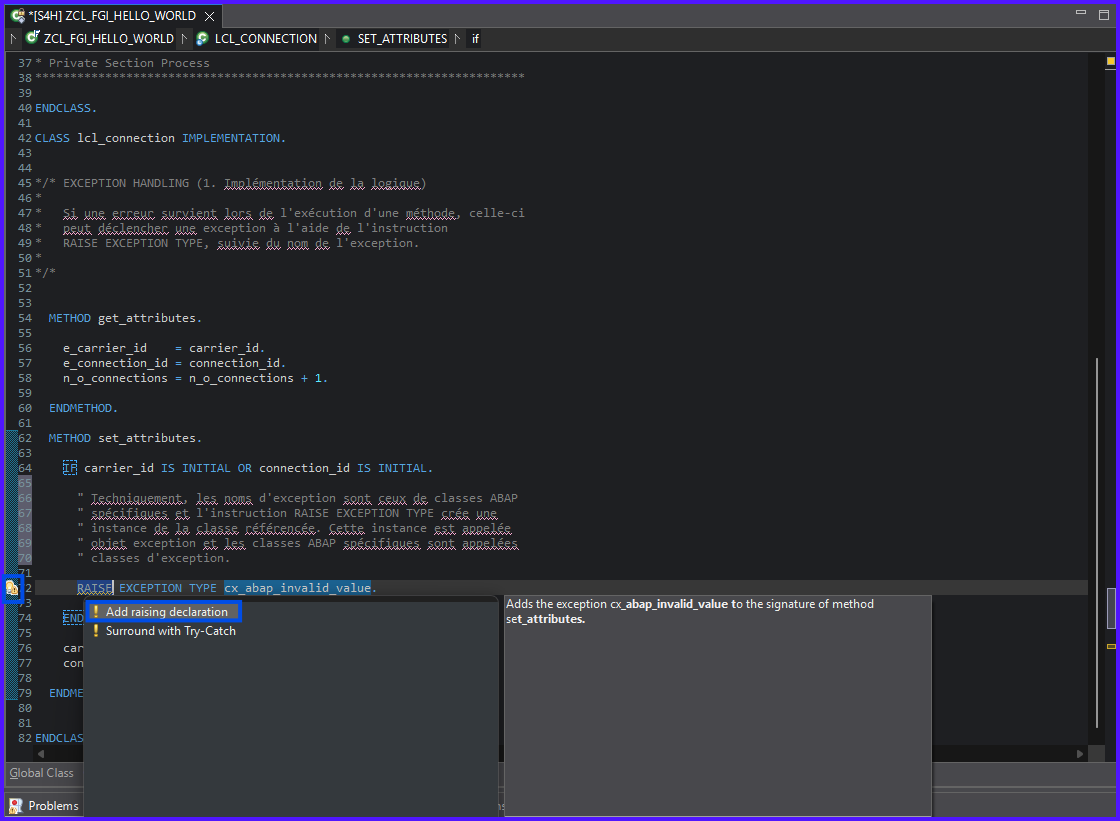 *[S4H] ZCL_FGI_HELLO_WORLD
ZCL_FGI_HELLO_WORLD LCL_CONNECTION SET_ATTRIBUTES if
37 * Private Section Process
38 **********************************************************************
39
40 ENDCLASS.
41
42 CLASS lcl_connection IMPLEMENTATION.
43
44
45 */* EXCEPTION HANDLING (1. Implémentation de la logique)
46 *
47 *   Si une erreur survient lors de l'exécution d'une méthode, celle-ci
48 *   peut déclencher une exception à l'aide de l'instruction
49 *   RAISE EXCEPTION TYPE, suivie du nom de l'exception.
50 *
51 */*
52
53
54   METHOD get_attributes.
55
56     e_carrier_id    = carrier_id.
57     e_connection_id = connection_id.
58     n_o_connections = n_o_connections + 1.
59
60   ENDMETHOD.
61
62   METHOD set_attributes.
63
64     IF carrier_id IS INITIAL OR connection_id IS INITIAL.
65
66       " Techniquement, les noms d'exception sont ceux de classes ABAP
67       " spécifiques et l'instruction RAISE EXCEPTION TYPE crée une
68       " instance de la classe référencée. Cette instance est appelée
69       " objet exception et les classes ABAP spécifiques sont appelées
70       " classes d'exception.
71
72       RAISE EXCEPTION TYPE cx_abap_invalid_value.
73
Add raising declaration
Surround with Try-Catch
Adds the exception cx_abap_invalid_value to the signature of method
set_attributes.
74     END
75
76     car
77     con
78
79   ENDME
80
81
82 ENDCLAS
Global Class
Problems